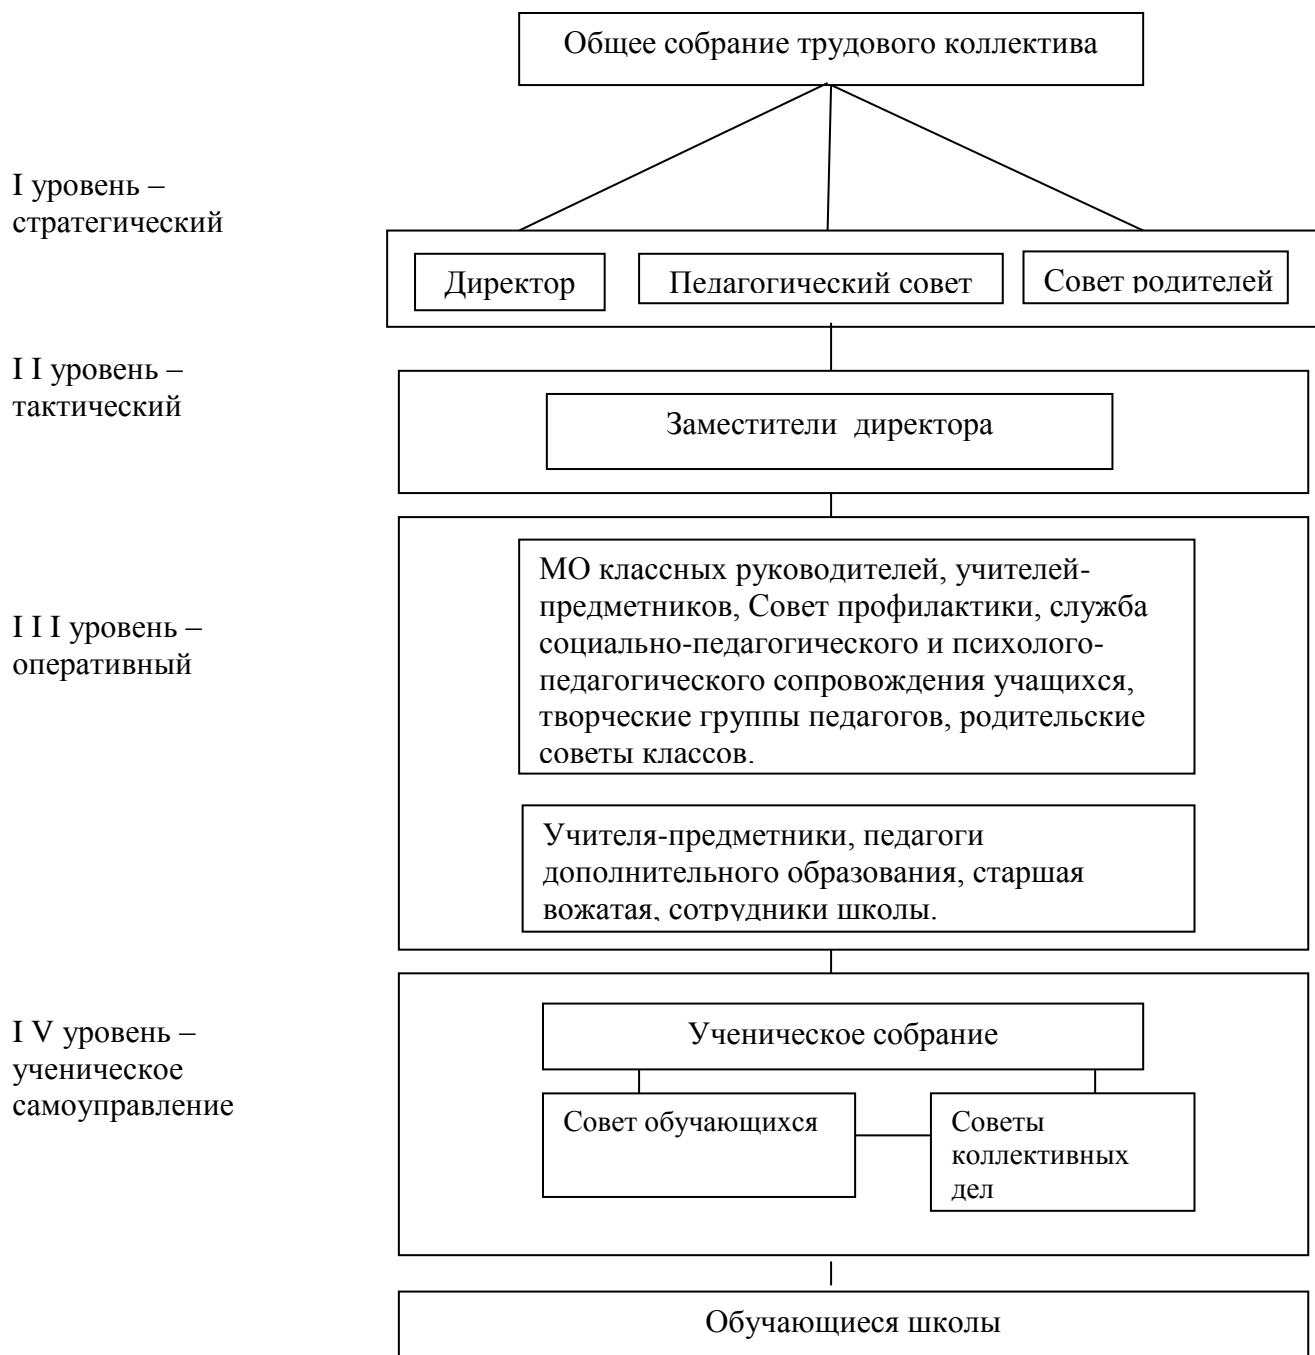 Общее собрание трудового коллектива
I уровень –
стратегический
Директор
Педагогический совет
Совет родителей
I I уровень –
тактический
Заместители директора
I I I уровень –
оперативный
МО классных руководителей, учителей-
предметников, Совет профилактики, служба
социально-педагогического и психолого-
педагогического сопровождения учащихся,
творческие группы педагогов, родительские
советы классов.
Учителя-предметники, педагоги
дополнительного образования, старшая
вожатая, сотрудники школы.
I V уровень –
ученическое
самоуправление
Ученическое собрание
Совет обучающихся
Советы
коллективных
дел
Обучающиеся школы